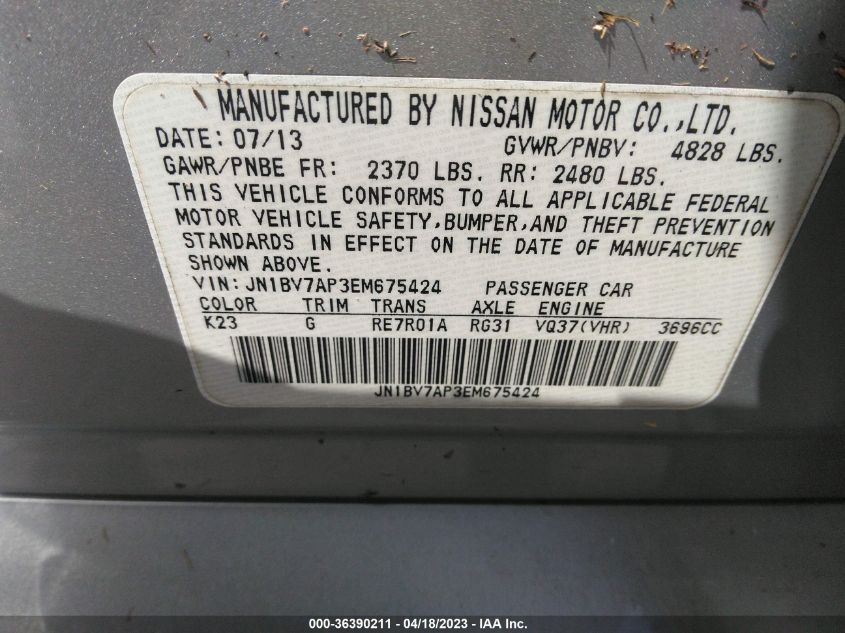 MANUFACTURED BY NISSAN MOTOR CO.,LTD.
DATE: 07/13 GVWR/PNBV: 4828 LBS.
GAWR/PNBE FR: 2370 LBS. RR: 2480 LBS.
THIS VEHICLE CONFORMS TO ALL APPLICABLE FEDERAL
MOTOR VEHICLE SAFETY,BUMPER,AND THEFT PREVENTION
STANDARDS IN EFFECT ON THE DATE OF MANUFACTURE
SHOWN ABOVE.
VIN: JN1BV7AP3EM675424 PASSENGER CAR
COLOR TRIM TRANS AXLE ENGINE
K23 G RE7R01A RG31 VQ37(VHR) 3696CC
JN1BV7AP3EM675424
000-36390211 - 04/18/2023 - IAA Inc.